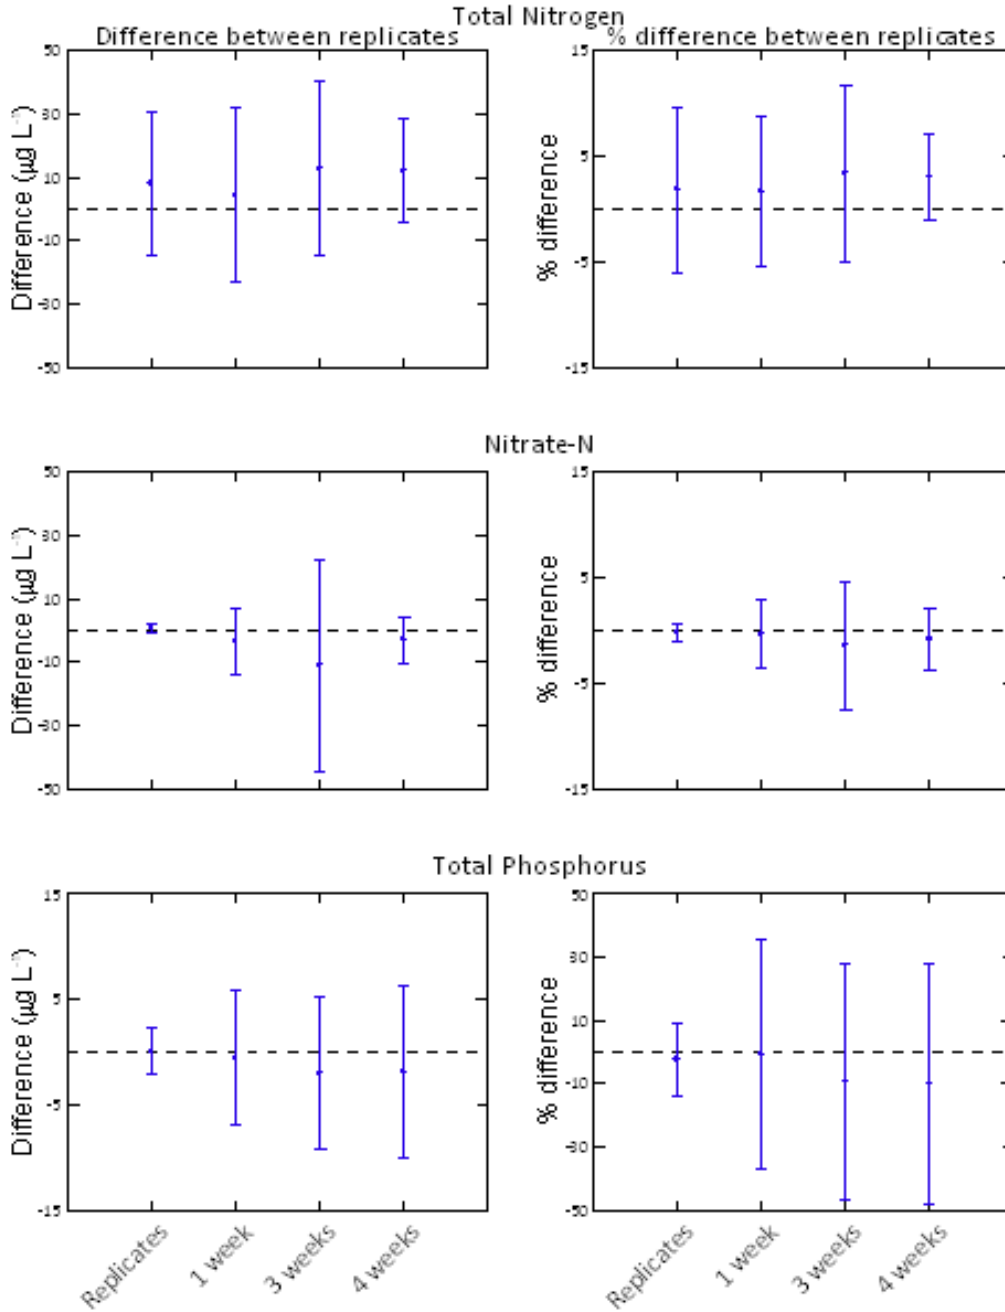 Total Nitrogen
Difference between replicates
% difference between replicates
50
30
10
-10
-30
-50
Difference (µg L⁻¹)
15
5
-5
-15
% difference
Nitrate-N
50
30
10
-10
-30
-50
Difference (µg L⁻¹)
15
5
-5
-15
% difference
Total Phosphorus
15
5
-5
-15
Difference (µg L⁻¹)
50
30
10
-10
-30
-50
% difference
Replicates
1 week
3 weeks
4 weeks
Replicates
1 week
3 weeks
4 weeks